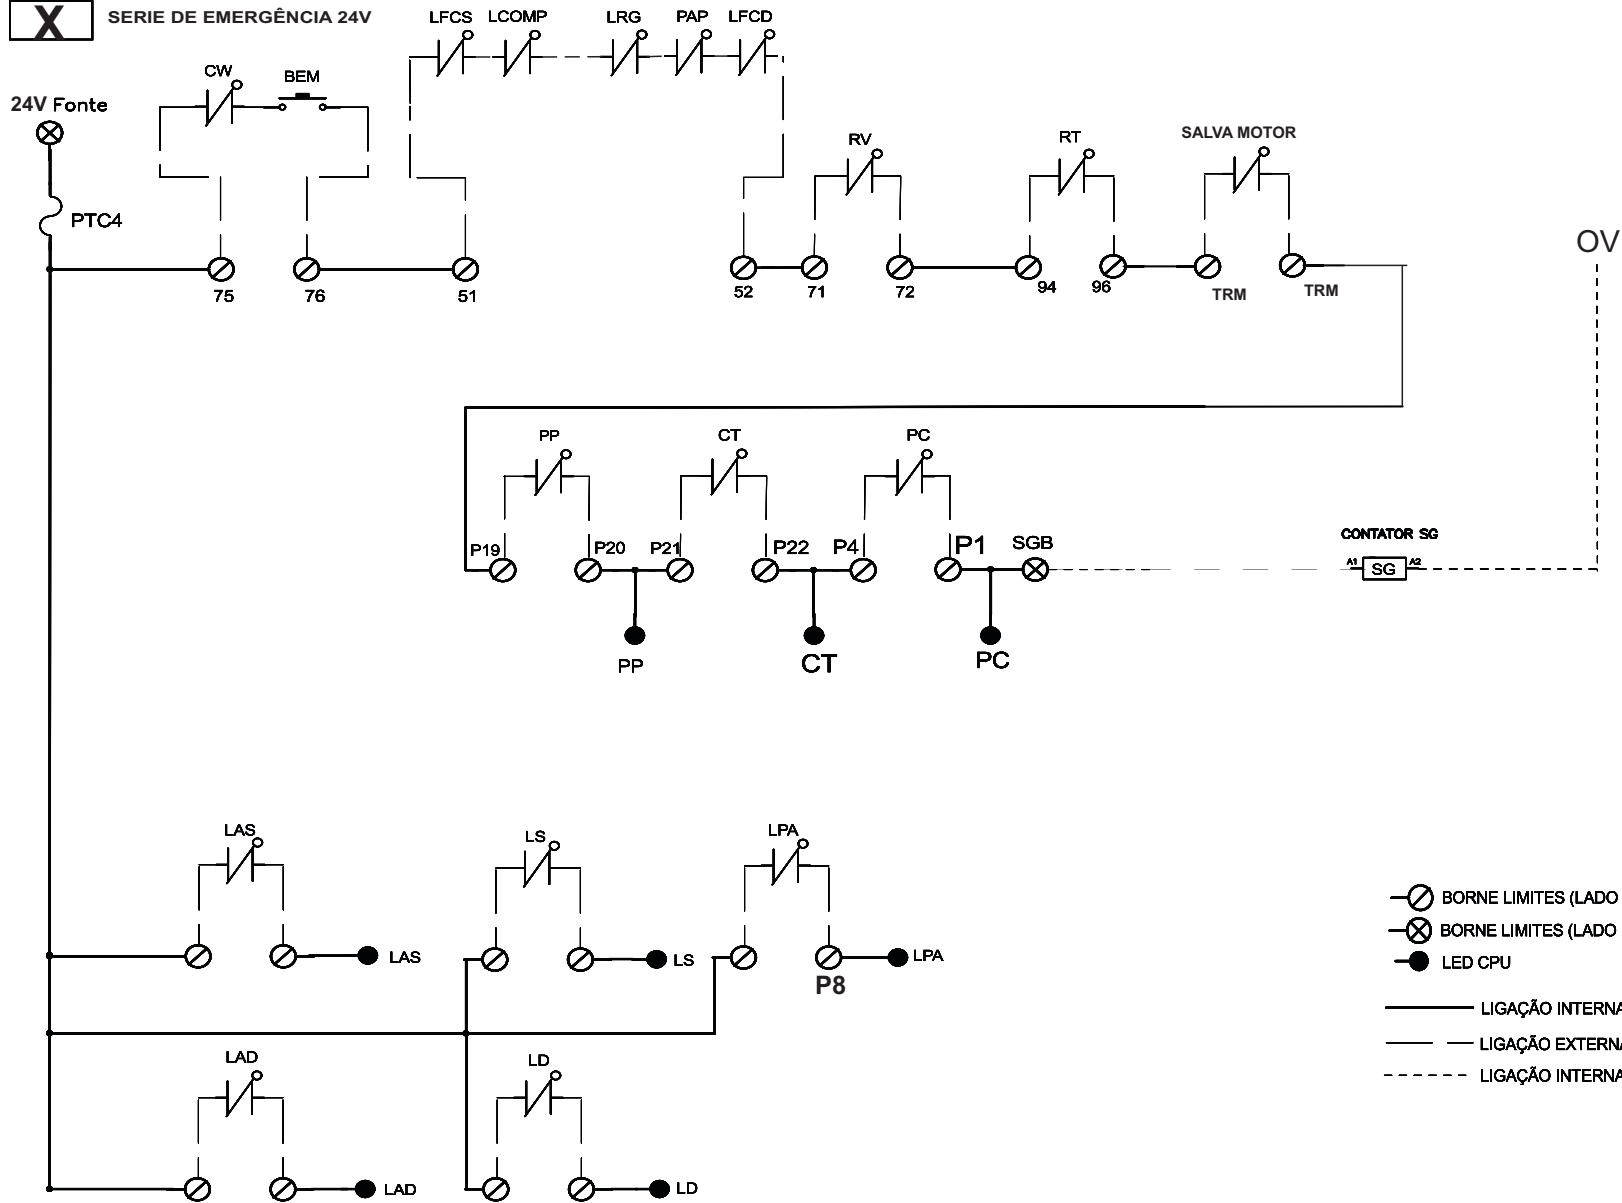 X
SERIE DE EMERGÊNCIA 24V
LFCS LCOMP LRG PAP LFCD
CW
BEM
24V Fonte
SALVA MOTOR
RV
RT
PTC4
OV
75 76 51 52 71 72 94 96 TRM TRM
PP CT PC
P19 P20 P21 P22 P4 P1 SGB
CONTATOR SG
A1 SG A2
PP CT PC
LAS LS LPA
LAS LS LPA
P8
BORNE LIMITES (LADO
BORNE LIMITES (LADO
LED CPU
LIGAÇÃO INTERNA
LIGAÇÃO EXTERNA
LIGAÇÃO INTERNA
LAD LD
LAD LD